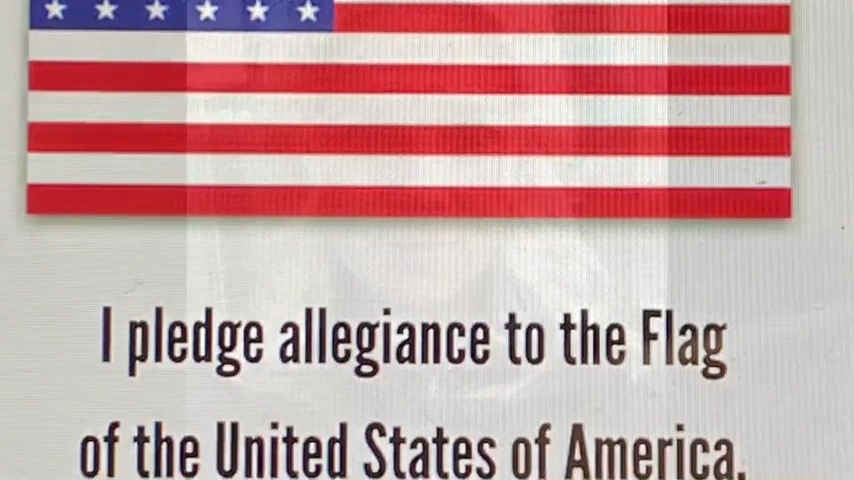 I pledge allegiance to the Flag
of the United States of America,